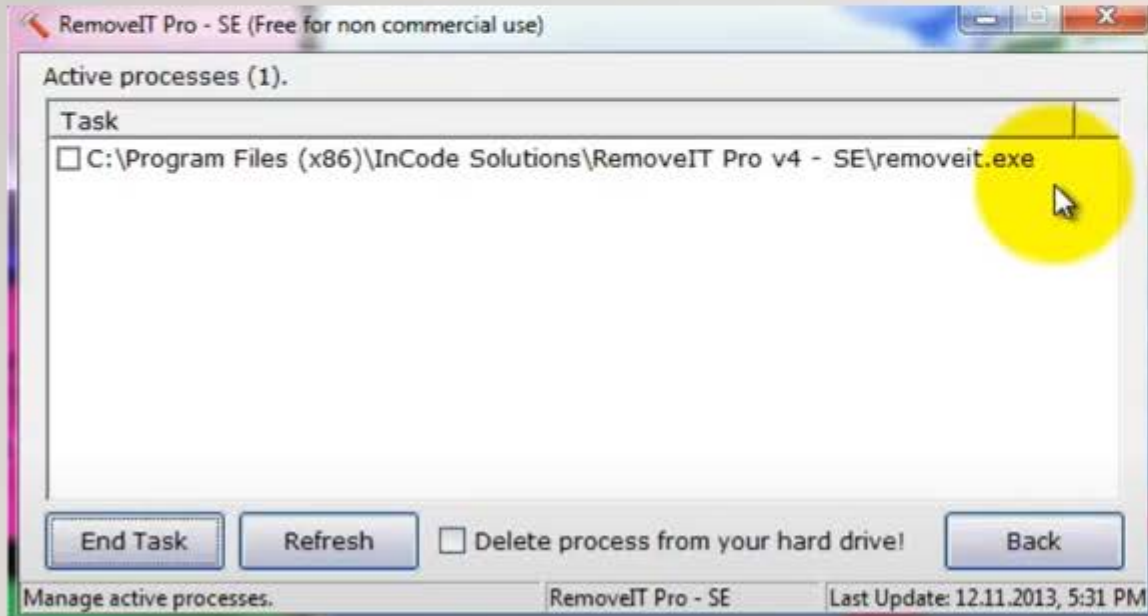 RemoveIT Pro - SE (Free for non commercial use)
Active processes (1).
Task
C:\Program Files (x86)\InCode Solutions\RemoveIT Pro v4 - SE\removeit.exe
End Task
Refresh
Delete process from your hard drive!
Back
Manage active processes.
RemoveIT Pro - SE
Last Update: 12.11.2013, 5:31 PM